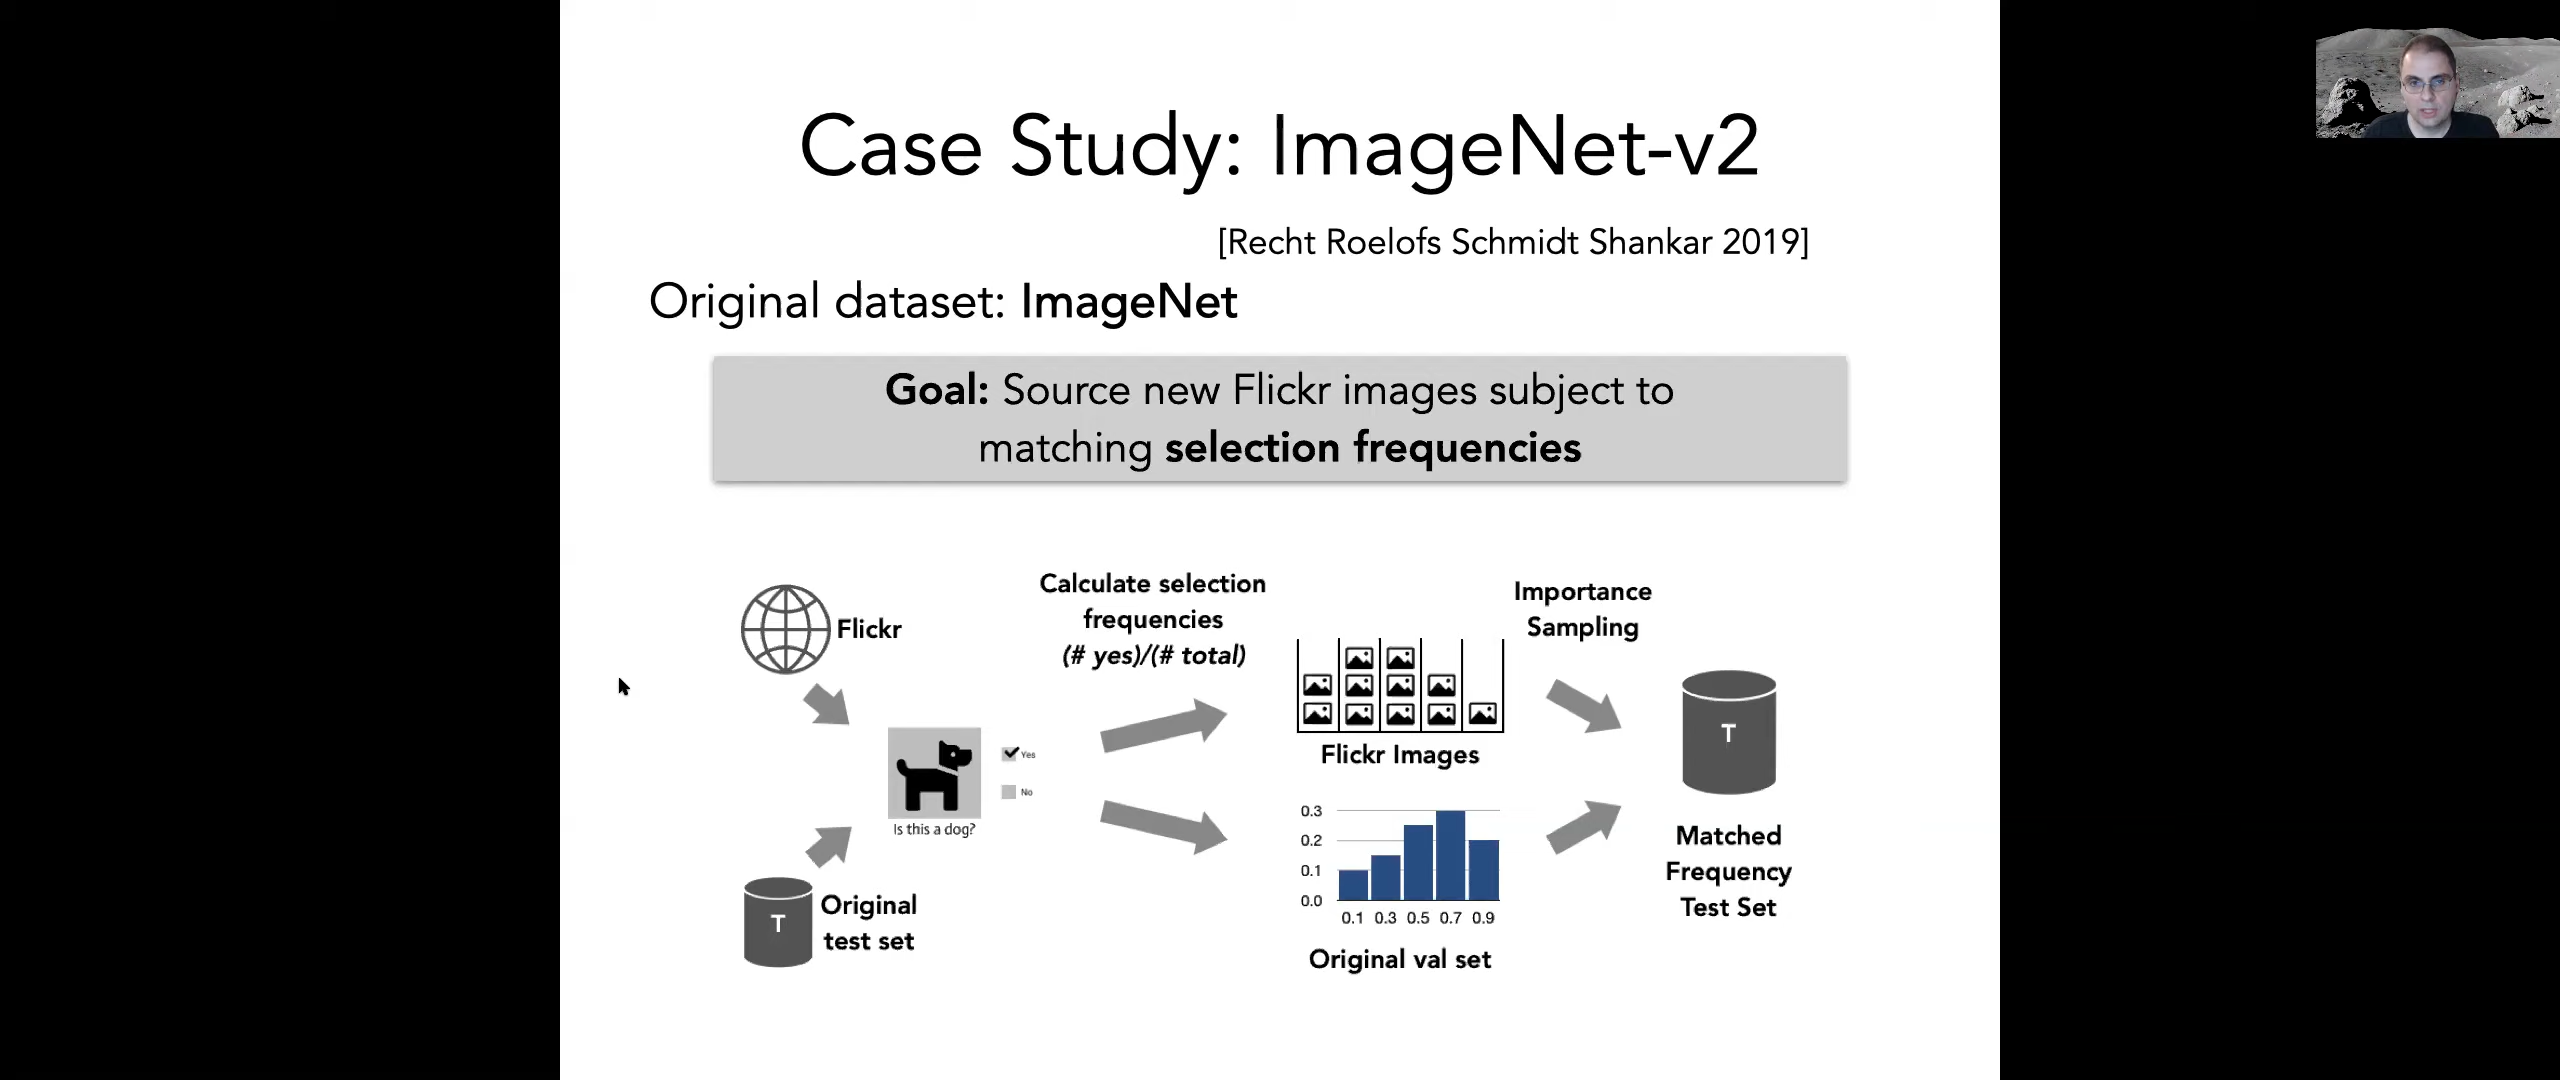 Case Study: ImageNet-v2
[Recht Roelofs Schmidt Shankar 2019]
Original dataset: ImageNet
Goal: Source new Flickr images subject to
matching selection frequencies
Flickr
Calculate selection
frequencies
(# yes)/(# total)
Importance
Sampling
Yes
No
Is this a dog?
Flickr Images
T
0.3
0.2
0.1
0.0
0.1 0.3 0.5 0.7 0.9
Original val set
Matched
Frequency
Test Set
T
Original
test set